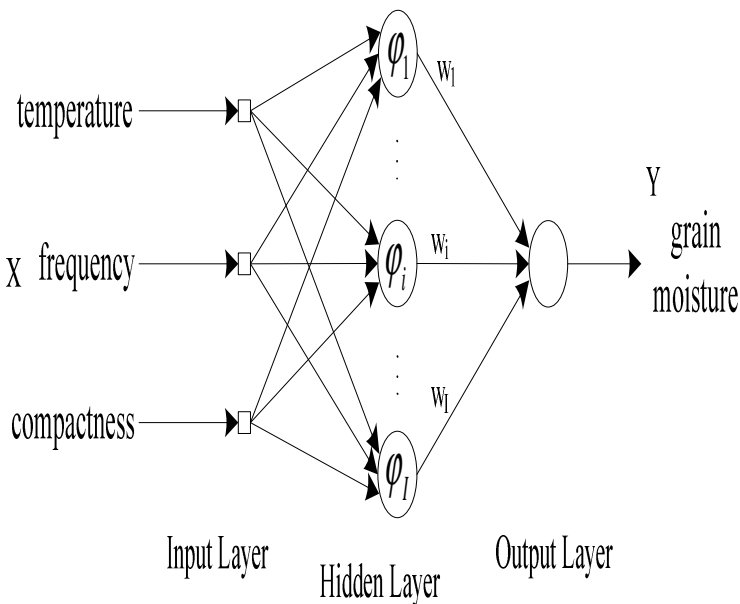 φ1
w1
temperature
Y
grain
moisture
wi
X frequency
φi
wI
compactness
φI
Input Layer
Hidden Layer
Output Layer